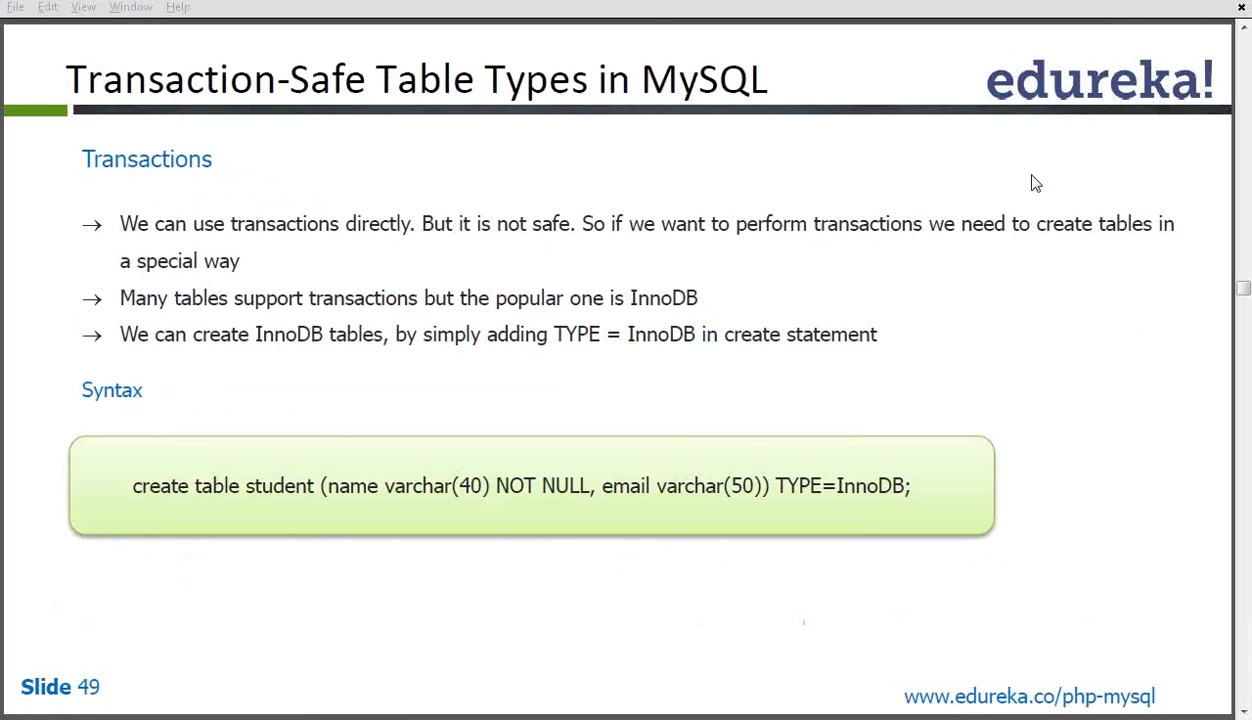 File Edit View Window Help
Transaction-Safe Table Types in MySQL
edureka!
Transactions
→ We can use transactions directly. But it is not safe. So if we want to perform transactions we need to create tables in
a special way
→ Many tables support transactions but the popular one is InnoDB
→ We can create InnoDB tables, by simply adding TYPE = InnoDB in create statement
Syntax
create table student (name varchar(40) NOT NULL, email varchar(50)) TYPE=InnoDB;
Slide 49
www.edureka.co/php-mysql